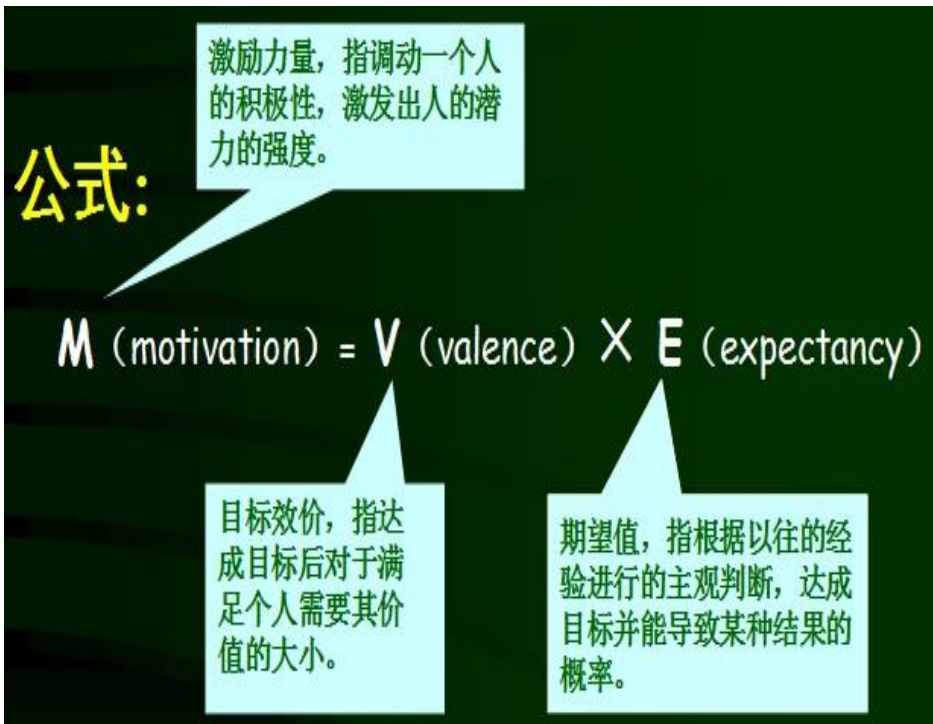 激励力量，指调动一个人
的积极性，激发出人的潜
力的强度。
公式:
M（motivation）= V（valence）× E（expectancy）
目标效价，指达
成目标后对于满
足个人需要其价
值的大小。
期望值，指根据以往的经
验进行的主观判断，达成
目标并能导致某种结果的
概率。